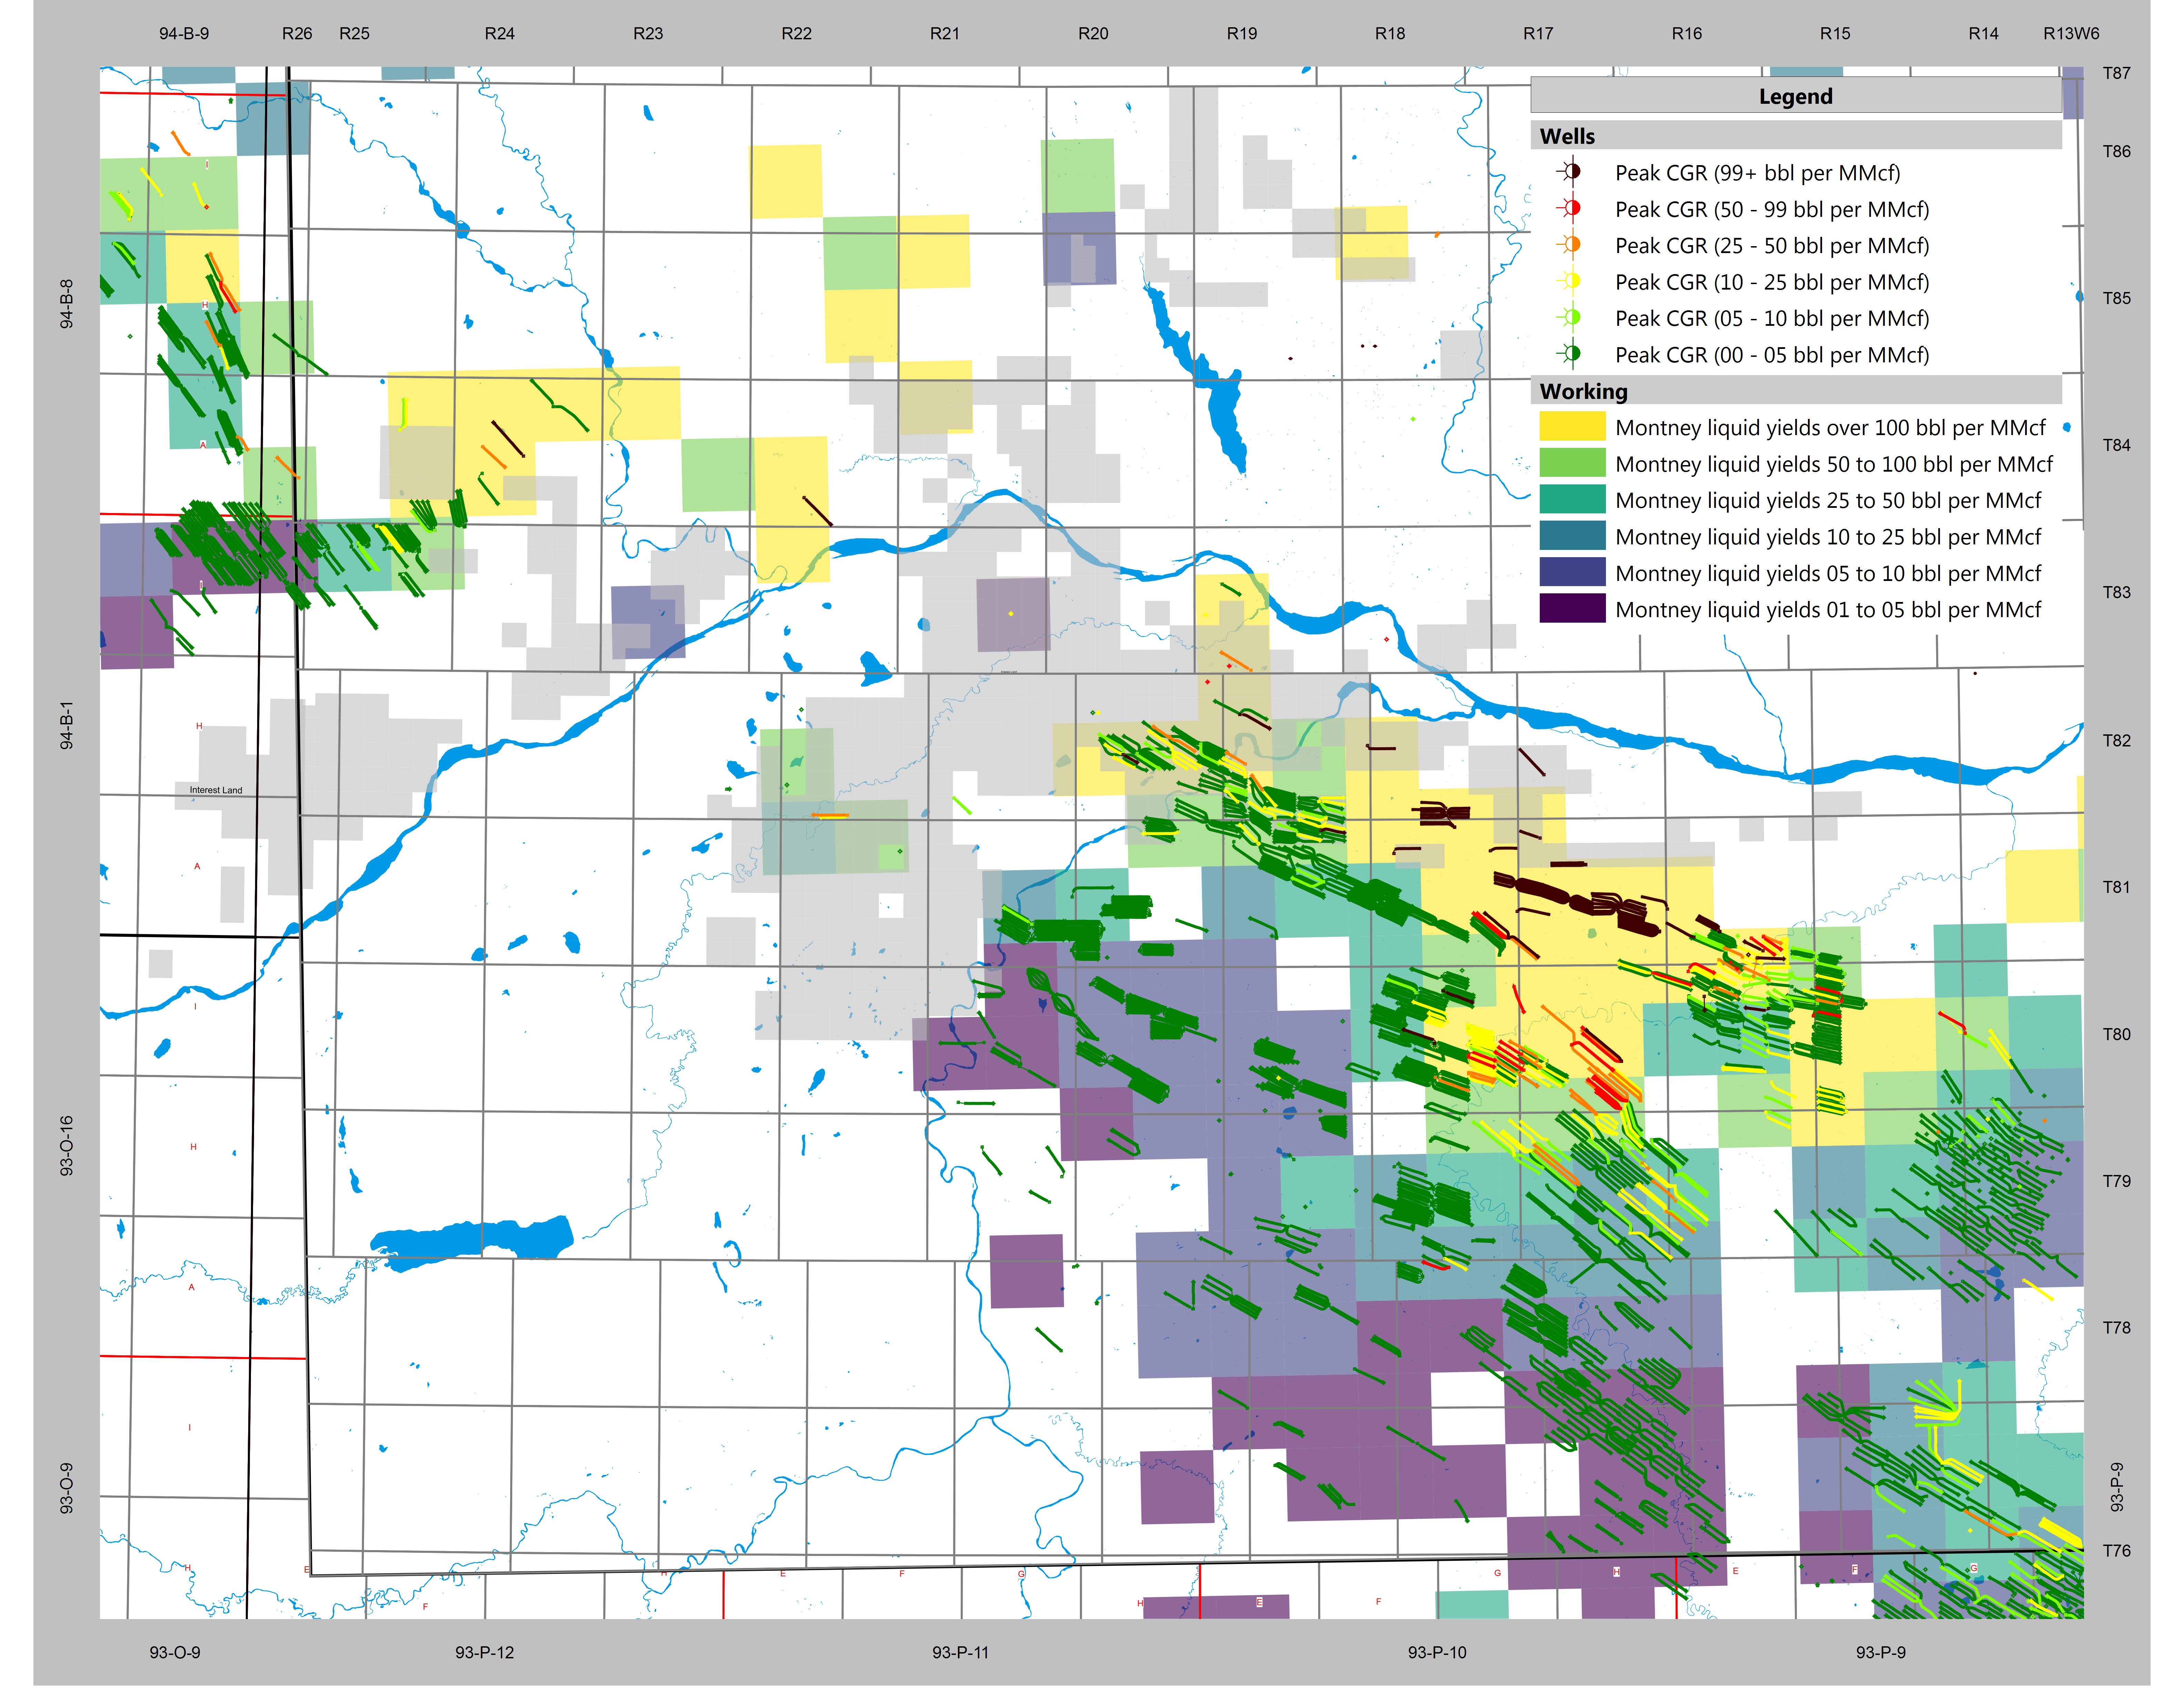 94-B-9 R26 R25 R24 R23 R22 R21 R20 R19 R18 R17 R16 R15 R14 R13W6
T87
Legend
Wells
Peak CGR (99+ bbl per MMcf)
Peak CGR (50 - 99 bbl per MMcf)
Peak CGR (25 - 50 bbl per MMcf)
Peak CGR (10 - 25 bbl per MMcf)
Peak CGR (05 - 10 bbl per MMcf)
Peak CGR (00 - 05 bbl per MMcf)
Working
Montney liquid yields over 100 bbl per MMcf
Montney liquid yields 50 to 100 bbl per MMcf
Montney liquid yields 25 to 50 bbl per MMcf
Montney liquid yields 10 to 25 bbl per MMcf
Montney liquid yields 05 to 10 bbl per MMcf
Montney liquid yields 01 to 05 bbl per MMcf
T86
T85
T84
T83
T82
T81
T80
T79
T78
93-P-9
T76
94-B-8
94-B-1
93-O-16
93-O-9
I
H
A
I
H
Interest Land
A
I
H
A
I
H E H E F G G H E F G
F H E F
93-O-9 93-P-12 93-P-11 93-P-10 93-P-9